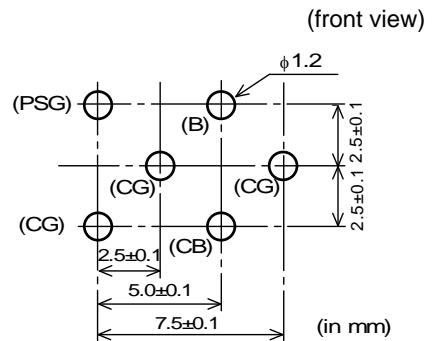 (front view)
ϕ1.2
(PSG)
(B)
2.5±0.1
(CG)
(CG)
2.5±0.1
(CG)
(CB)
2.5±0.1
5.0±0.1
7.5±0.1
(in mm)